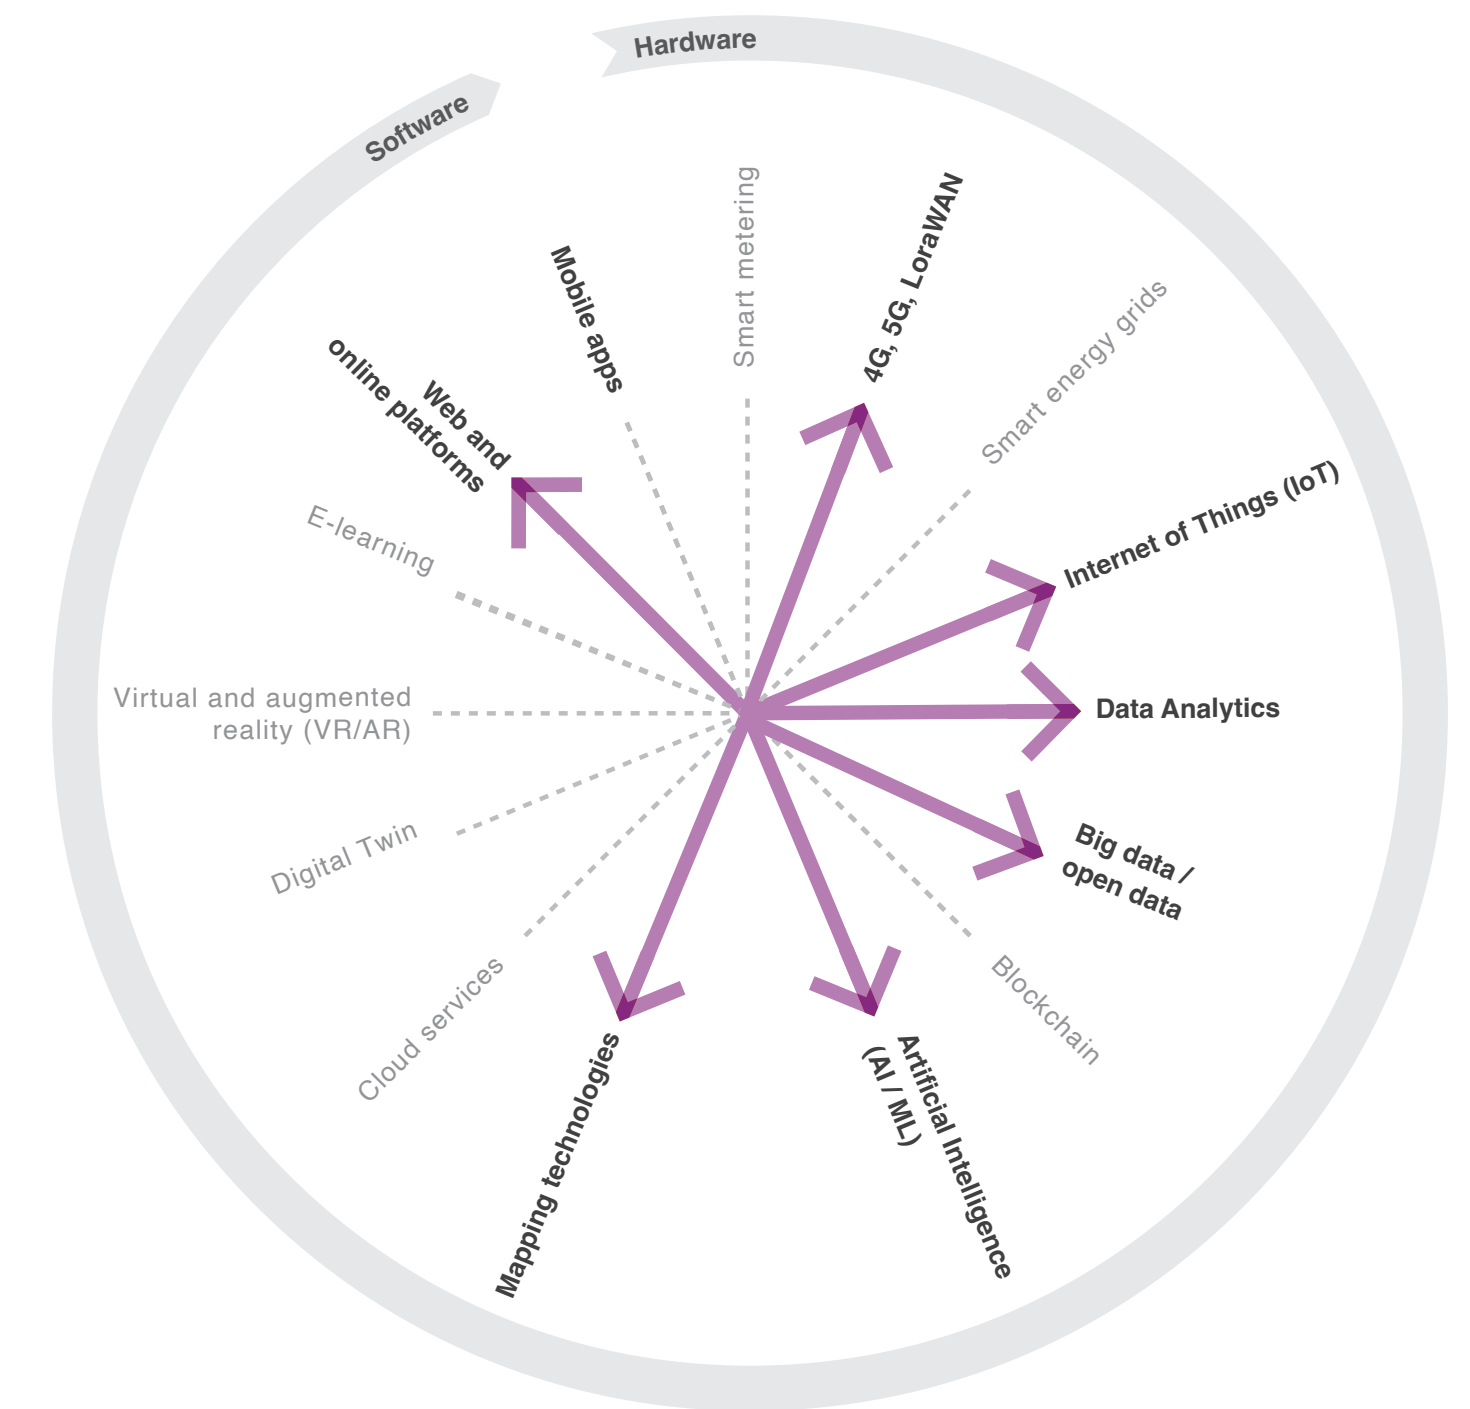 Hardware
Software
Smart metering
4G, 5G, LoraWAN
Smart energy grids
Internet of Things (IoT)
Data Analytics
Big data /
open data
Blockchain
Artificial Intelligence
(AI / ML)
Mapping technologies
Cloud services
Digital Twin
Virtual and augmented
reality (VR/AR)
E-learning
Web and
online platforms
Mobile apps